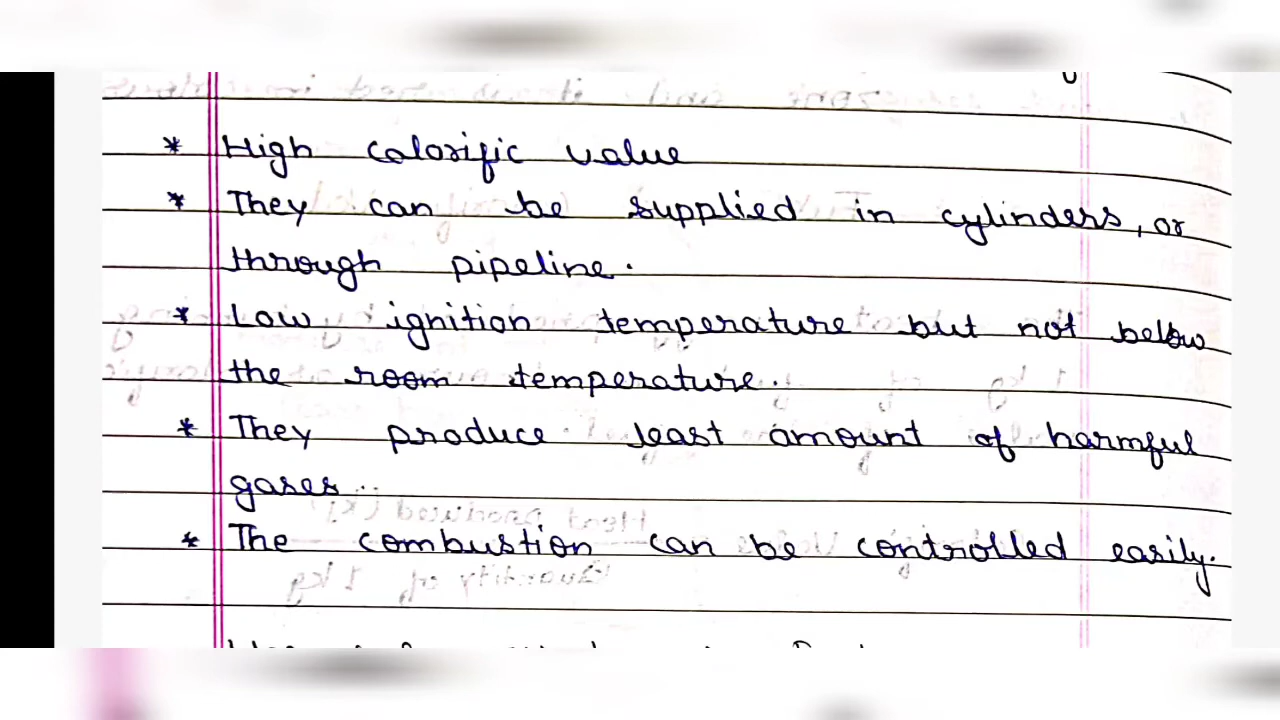 * High calorific value
* They can be supplied in cylinders, or
through pipeline.
* Low ignition temperature but not below
the room temperature.
* They produce least amount of harmful
gases.
* The combustion can be controlled easily.